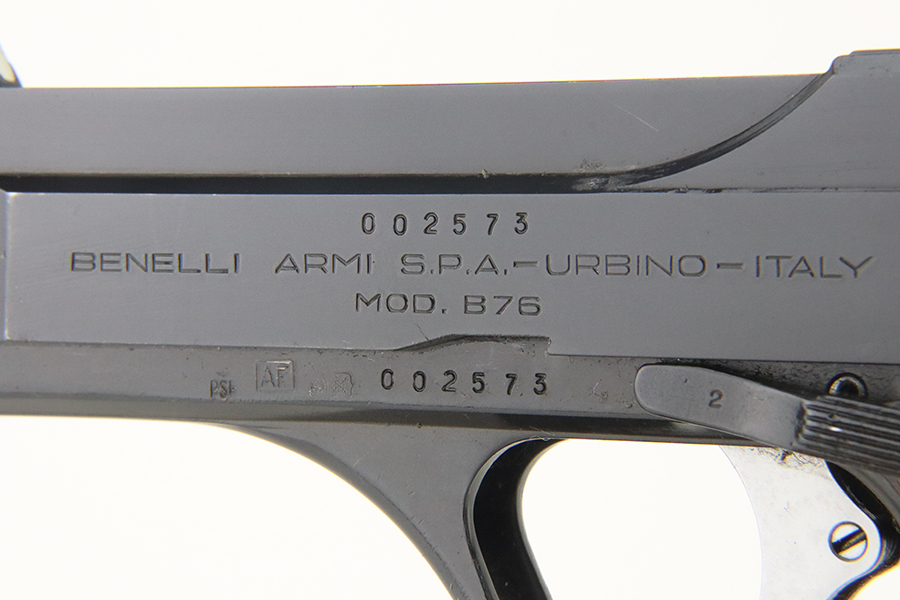 002573
BENELLI ARMI S.P.A.-URBINO-ITALY
MOD. B76
PSF AF 002573
2